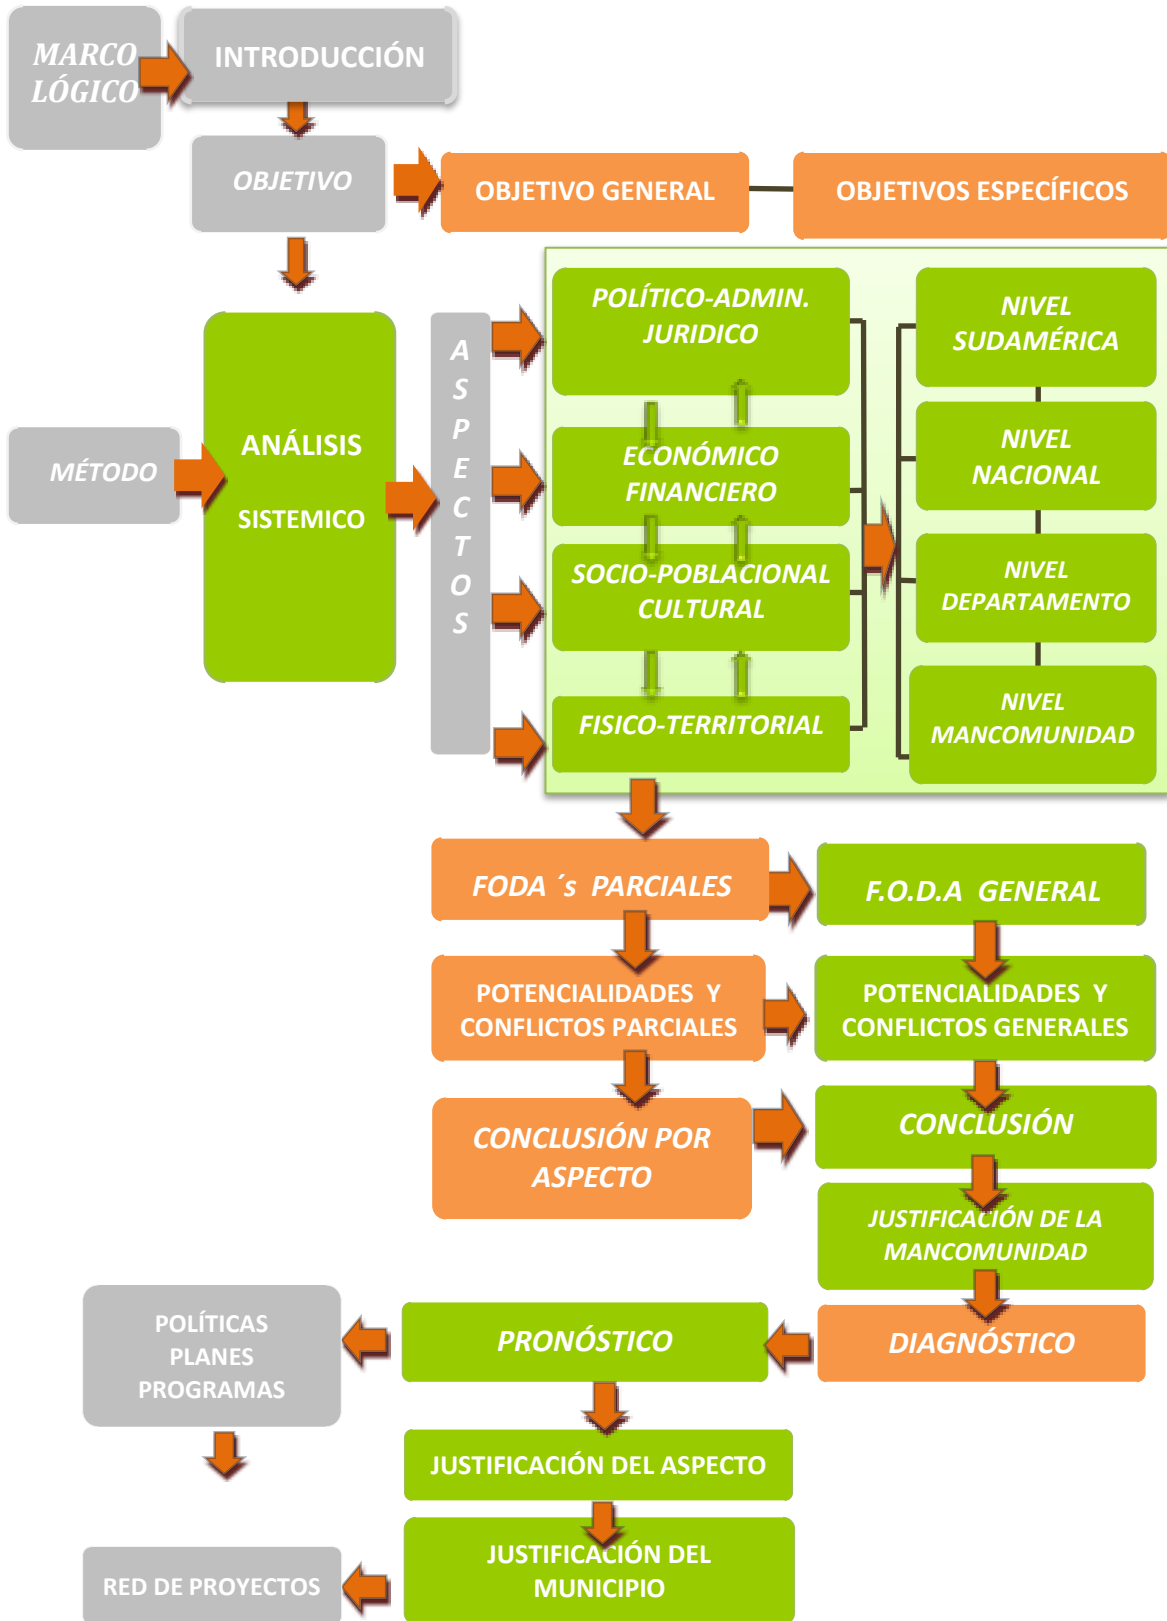 MARCO
LÓGICO
INTRODUCCIÓN
OBJETIVO
OBJETIVO GENERAL
OBJETIVOS ESPECÍFICOS
MÉTODO
ANÁLISIS
SISTEMICO
A
S
P
E
C
T
O
S
POLÍTICO-ADMIN.
JURIDICO
ECONÓMICO
FINANCIERO
SOCIO-POBLACIONAL
CULTURAL
FISICO-TERRITORIAL
NIVEL
SUDAMÉRICA
NIVEL
NACIONAL
NIVEL
DEPARTAMENTO
NIVEL
MANCOMUNIDAD
FODA ´s PARCIALES
F.O.D.A GENERAL
POTENCIALIDADES Y
CONFLICTOS PARCIALES
POTENCIALIDADES Y
CONFLICTOS GENERALES
CONCLUSIÓN POR
ASPECTO
CONCLUSIÓN
JUSTIFICACIÓN DE LA
MANCOMUNIDAD
DIAGNÓSTICO
PRONÓSTICO
POLÍTICAS
PLANES
PROGRAMAS
JUSTIFICACIÓN DEL ASPECTO
JUSTIFICACIÓN DEL
MUNICIPIO
RED DE PROYECTOS